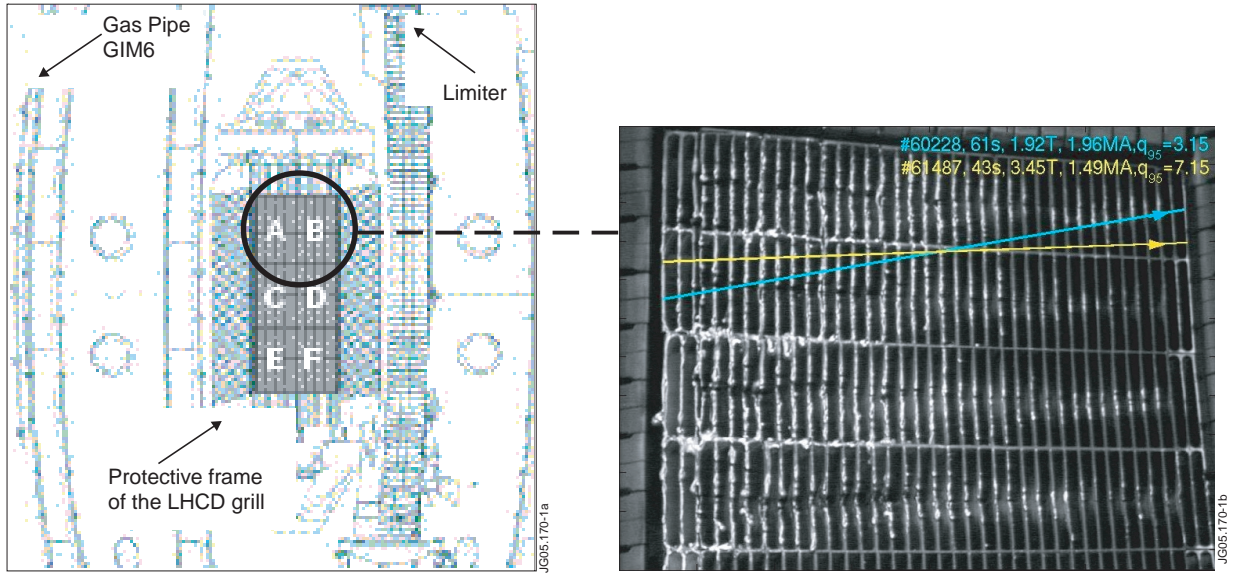 Gas Pipe
GIM6
Limiter
A B
C D
E F
Protective frame
of the LHCD grill
JG05.170-1a
#60228, 61s, 1.92T, 1.96MA,q95=3.15
#61487, 43s, 3.45T, 1.49MA,q95=7.15
JG05.170-1b